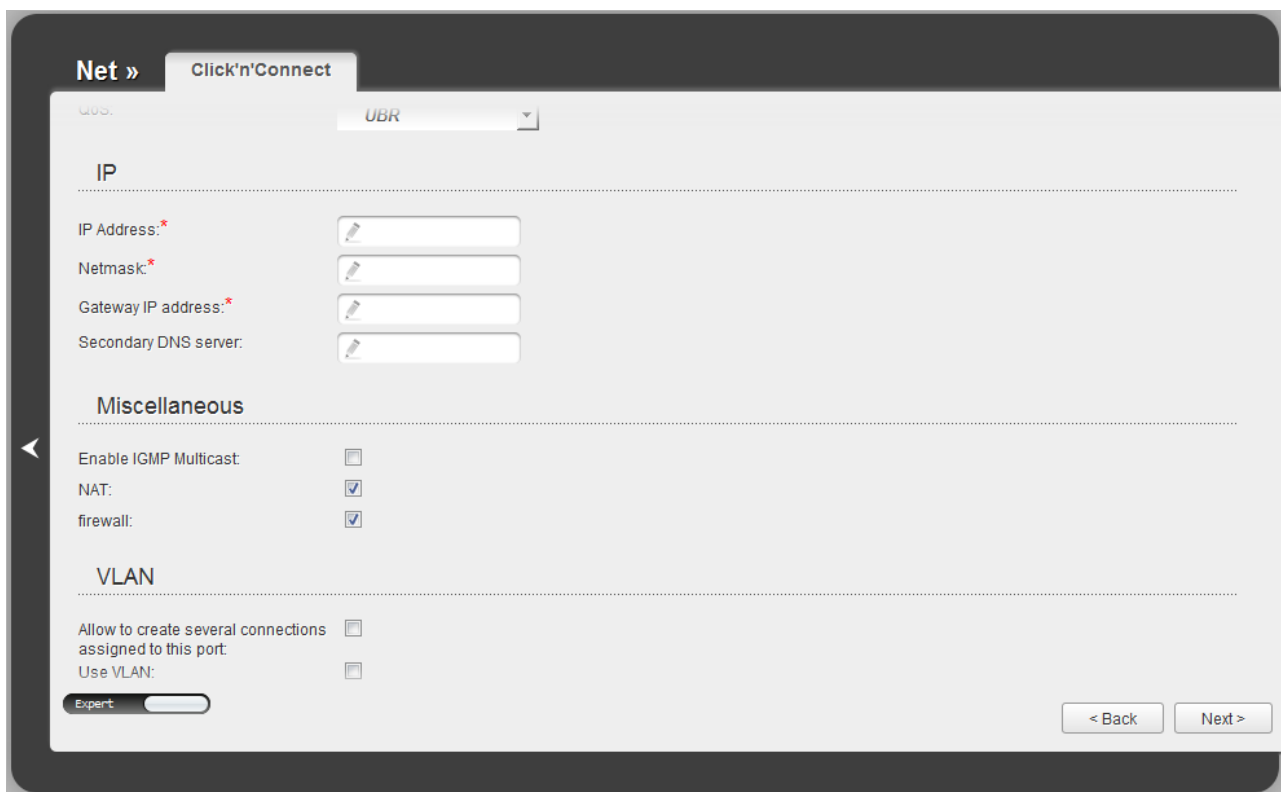 Net »
Click'n'Connect
QoS:
UBR
IP
IP Address:*
Netmask:*
Gateway IP address:*
Secondary DNS server:
Miscellaneous
Enable IGMP Multicast:
NAT:
firewall:
VLAN
Allow to create several connections
assigned to this port:
Use VLAN:
Expert
< Back
Next >